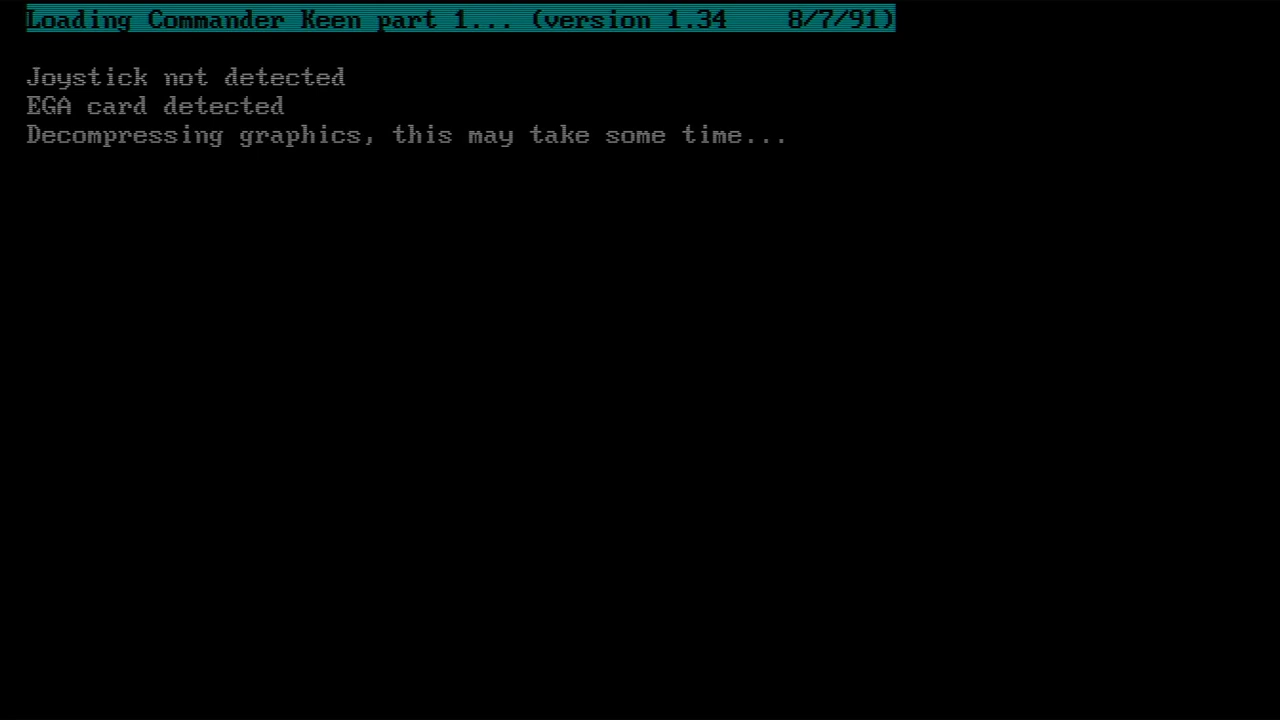 Loading Commander Keen part 1... (version 1.34    8/7/91)
Joystick not detected
EGA card detected
Decompressing graphics, this may take some time...